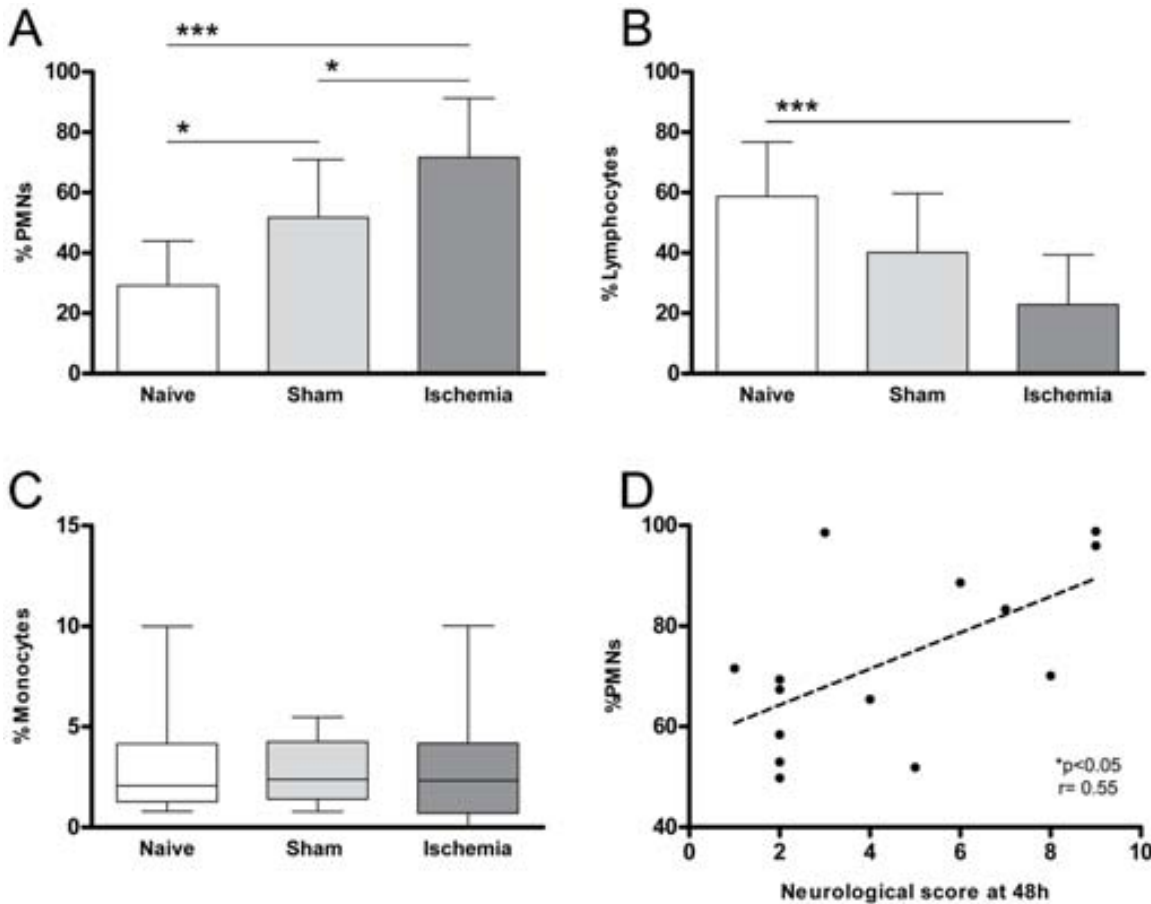 A
***
*
*
100
80
60
40
20
0
% PMNs
Naive
Sham
Ischemia
B
***
100
80
60
40
20
0
% Lymphocytes
Naive
Sham
Ischemia
C
15
10
5
0
% Monocytes
Naive
Sham
Ischemia
D
100
80
60
40
%PMNs
*p<0.05
r= 0.55
0 2 4 6 8 10
Neurological score at 48h